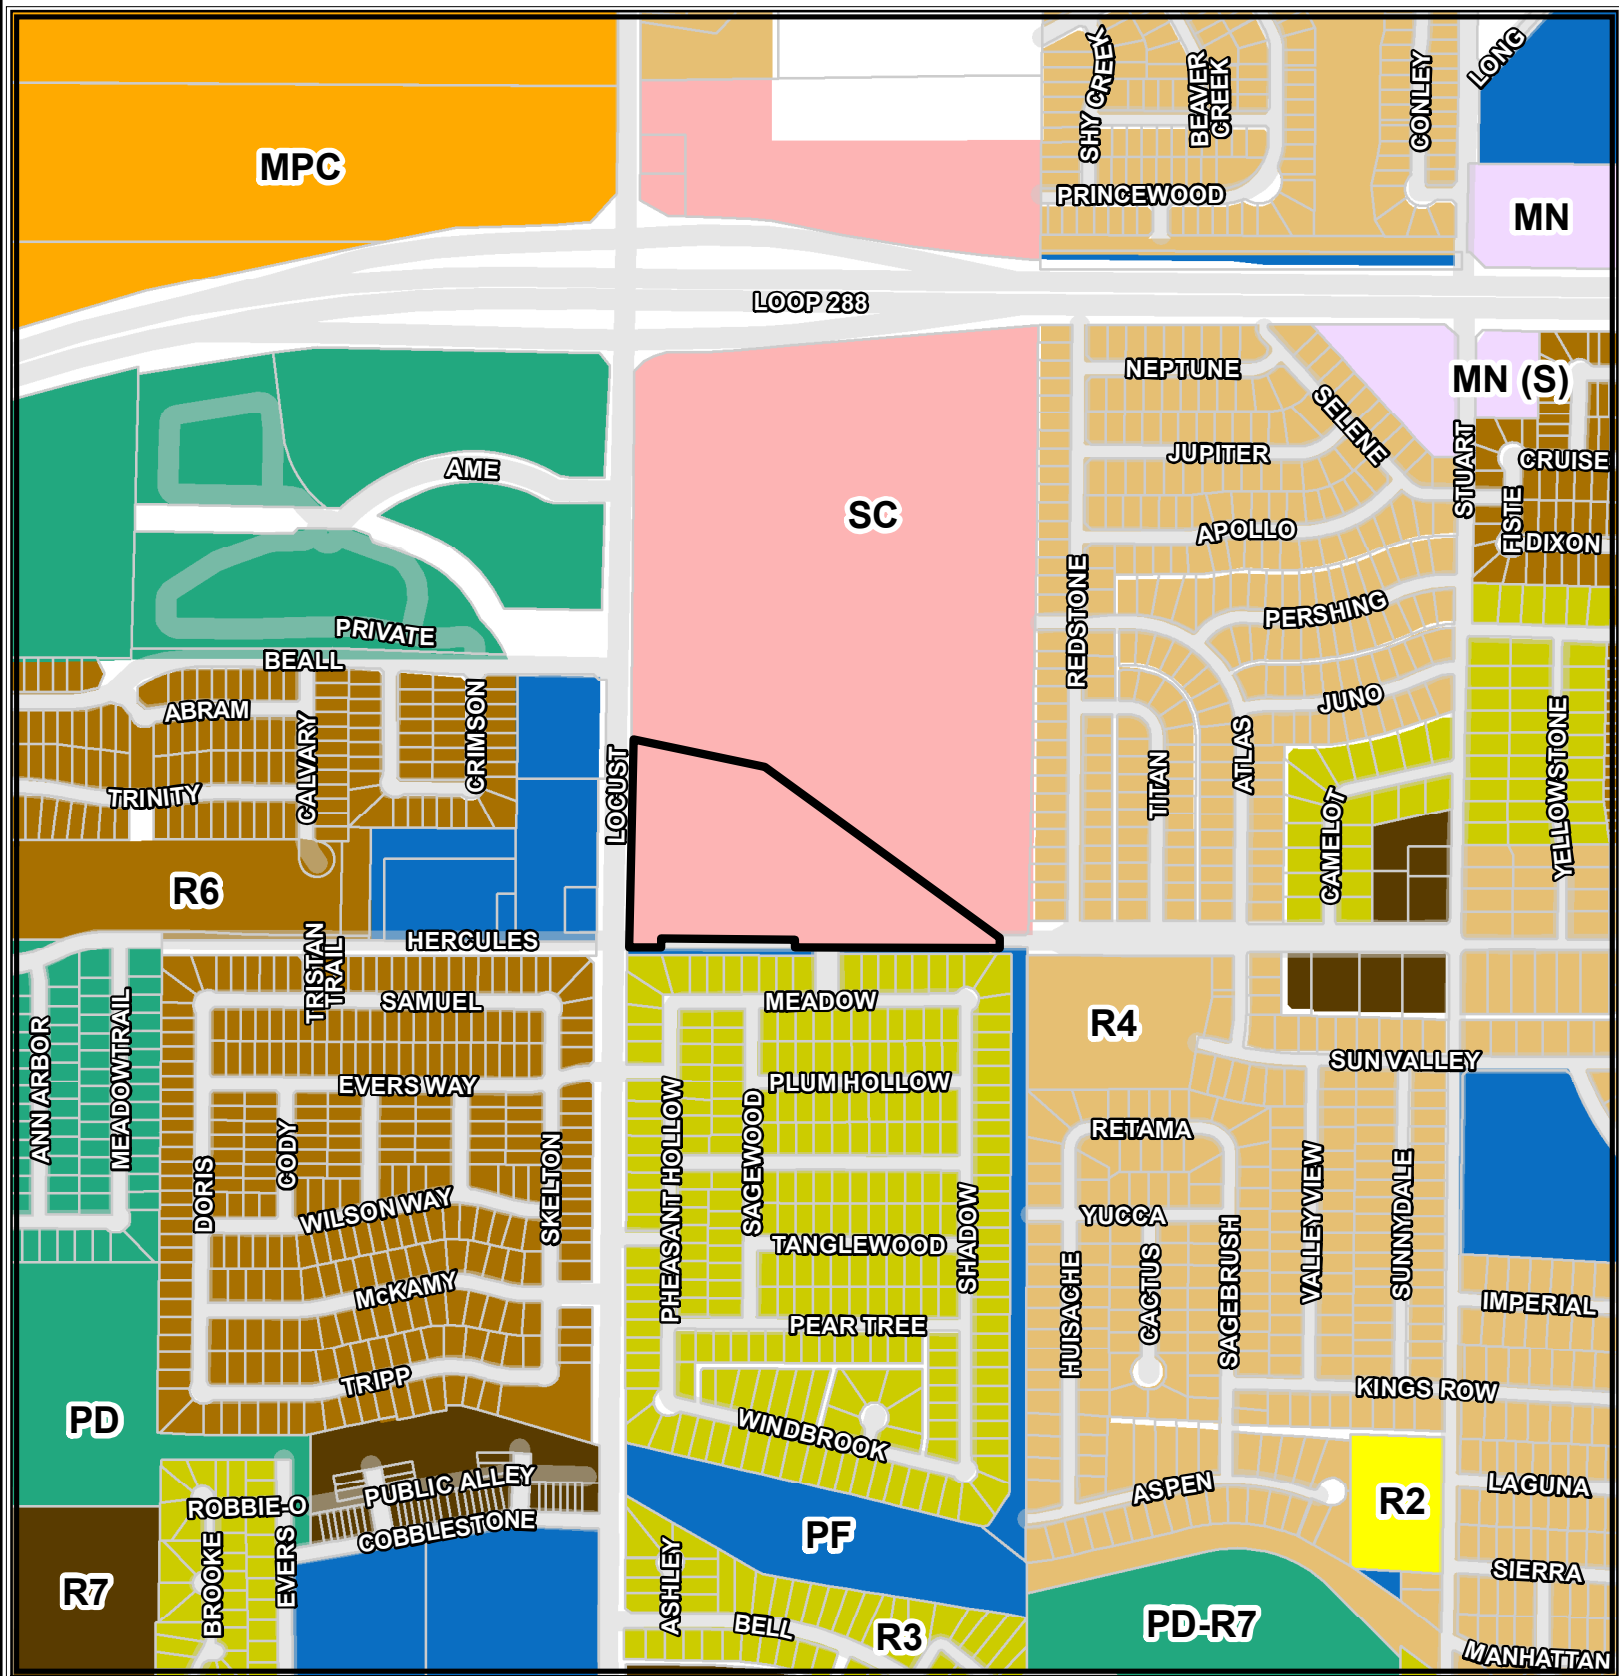 LONG
SHY CREEK
BEAVER
CREEK
CONLEY
MPC
PRINCEWOOD
MN
LOOP 288
NEPTUNE
MN (S)
SELENE
JUPITER
STUART
CRUISE
AME
SC
FISTE
APOLLO
DIXON
REDSTONE
PERSHING
PRIVATE
BEALL
ABRAM
CRIMSON
CALVARY
JUNO
YELLOWSTONE
LOCUST
TITAN
ATLAS
TRINITY
CAMELOT
R6
HERCULES
TRISTAN
TRAIL
SAMUEL
MEADOW
R4
ANN ARBOR
MEADOWTRAIL
SUN VALLEY
EVERS WAY
PLUM HOLLOW
PHEASANT HOLLOW
SAGEWOOD
RETAMA
CODY
DORIS
SKELTON
WILSON WAY
VALLEY VIEW
SUNNYDALE
YUCCA
SHADOW
TANGLEWOOD
HUISACHE
CACTUS
SAGEBRUSH
McKAMY
IMPERIAL
PEAR TREE
TRIPP
KINGS ROW
PD
WINDBROOK
PUBLIC ALLEY
ASPEN
LAGUNA
R2
ROBBIE-O
COBBLESTONE
PF
BROOKE
EVERS
ASHLEY
SIERRA
R7
BELL
R3
PD-R7
MANHATTAN